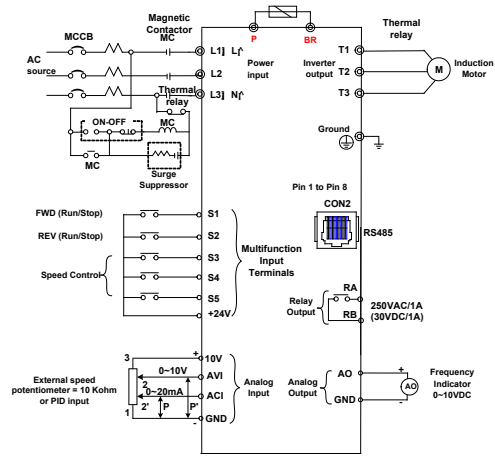 Magnetic
Contactor
MCCB
MC
AC
source
L1⌉ L⌈^
L2
L3⌉ N⌈^
Thermal
relay
ON-OFF
MC
MC
Surge
Suppressor
P
BR
Power
input
Inverter
output
T1
T2
T3
Thermal
relay
M
Induction
Motor
Ground
Pin 1 to Pin 8
CON2
RS485
FWD (Run/Stop)
REV (Run/Stop)
Speed Control
S1
S2
S3
S4
S5
+24V
Multifunction
Input
Terminals
Relay
Output
RA
RB
250VAC/1A
(30VDC/1A)
External speed
potentiometer = 10 Kohm
or PID input
3
2
2'
1
0~10V
0~20mA
P
P'
+
-
10V
AVI
ACI
GND
Analog
Input
Analog
Output
AO
GND
+
-
AO
Frequency
Indicator
0~10VDC